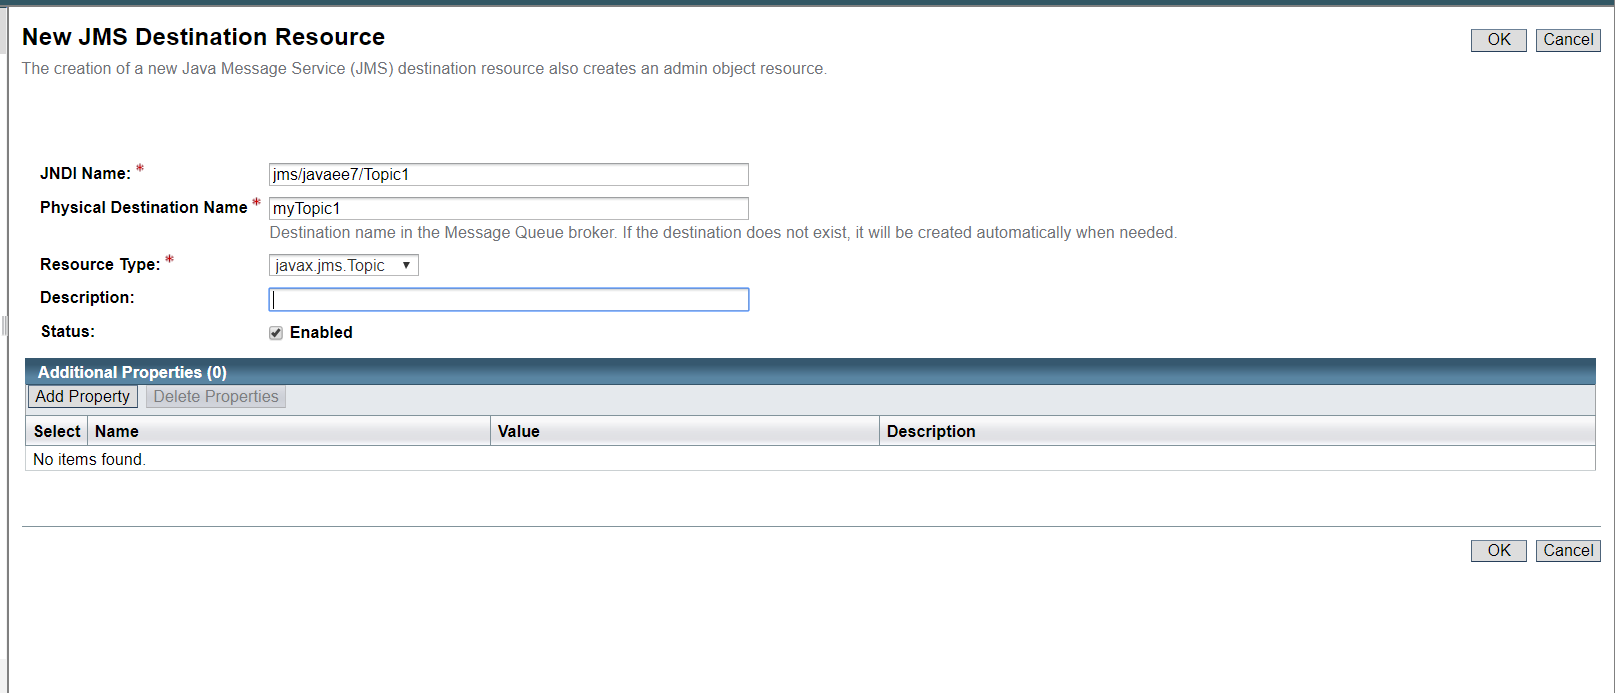 New JMS Destination Resource
OK Cancel
The creation of a new Java Message Service (JMS) destination resource also creates an admin object resource.
JNDI Name: * jms/javaee7/Topic1
Physical Destination Name * myTopic1
Destination name in the Message Queue broker. If the destination does not exist, it will be created automatically when needed.
Resource Type: * javax.jms.Topic
Description:
Status: Enabled
Additional Properties (0)
Add Property Delete Properties
Select Name Value Description
No items found.
OK Cancel